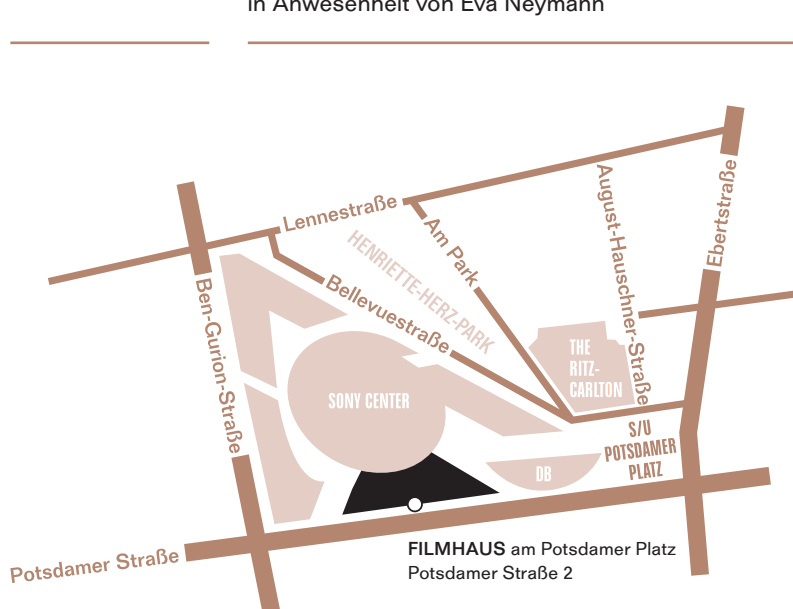 in Anwesenheit von Eva Neymann
Lennestraße
Am Park
August-Hauschner-Straße
Ebertstraße
HENRIETTE-HERZ-PARK
Bellevuestraße
Ben-Gurion-Straße
THE
RITZ-
CARLTON
SONY CENTER
S/U
POTSDAMER
PLATZ
DB
Potsdamer Straße
FILMHAUS am Potsdamer Platz
Potsdamer Straße 2